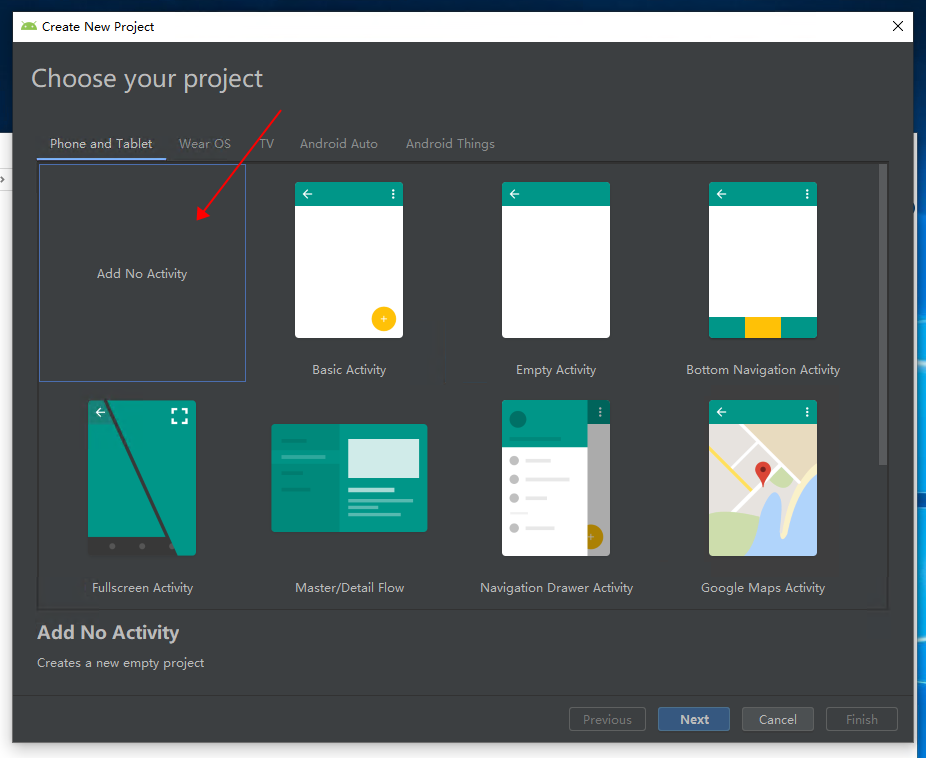 Create New Project
Choose your project
Phone and Tablet Wear OS TV Android Auto Android Things
Add No Activity
Basic Activity Empty Activity Bottom Navigation Activity
Fullscreen Activity Master/Detail Flow Navigation Drawer Activity Google Maps Activity
Add No Activity
Creates a new empty project
Previous Next Cancel Finish